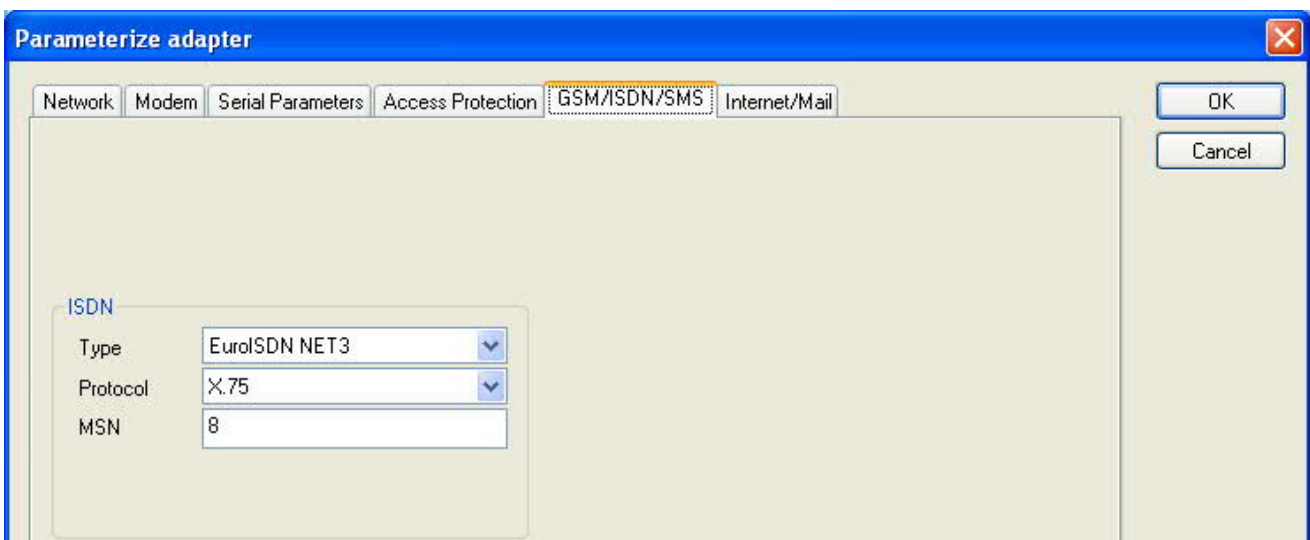 Parameterize adapter
Network Modem Serial Parameters Access Protection GSM/ISDN/SMS Internet/Mail
OK
Cancel
ISDN
Type EuroISDN NET3
Protocol X.75
MSN 8